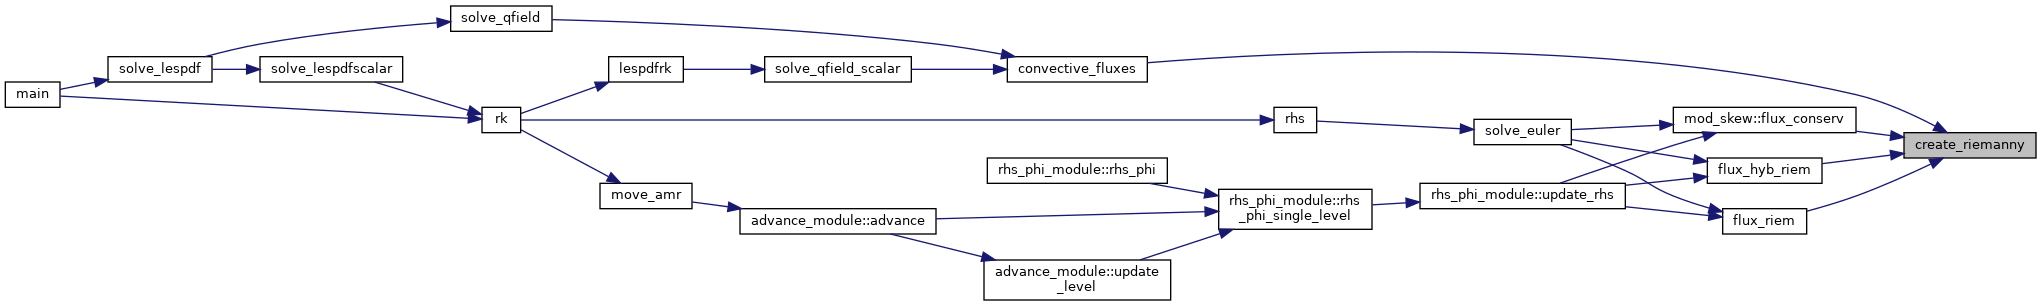 solve_qfield
solve_lespdf
solve_lespdfscalar
lespdfrk
solve_qfield_scalar
convective_fluxes
main
rk
rhs
solve_euler
mod_skew::flux_conserv
create_riemanny
rhs_phi_module::rhs_phi
flux_hyb_riem
move_amr
rhs_phi_module::rhs
_phi_single_level
rhs_phi_module::update_rhs
advance_module::advance
flux_riem
advance_module::update
_level